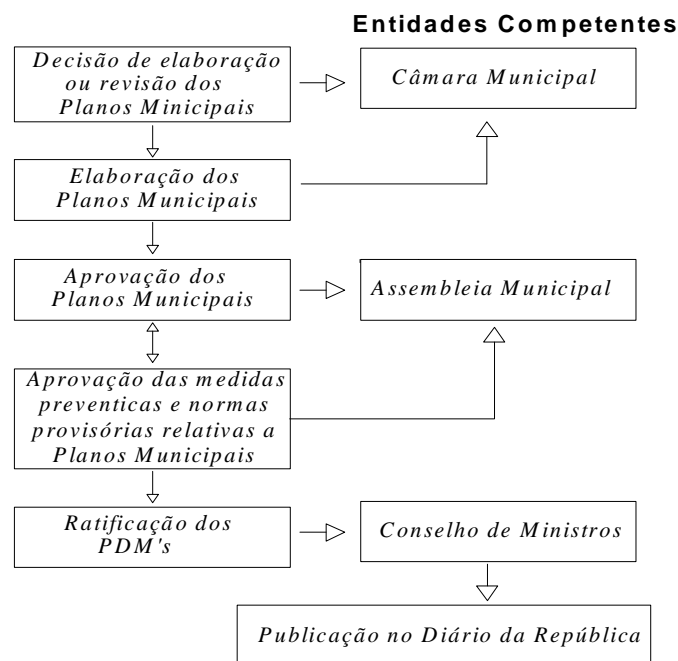 Entidades Competentes
Decisão de elaboração
ou revisão dos
Planos Minicipais
Câmara Municipal
Elaboração dos
Planos Municipais
Aprovação dos
Planos Municipais
Assembleia Municipal
Aprovação das medidas
preventicas e normas
provisórias relativas a
Planos Municipais
Ratificação dos
PDM's
Conselho de Ministros
Publicação no Diário da República